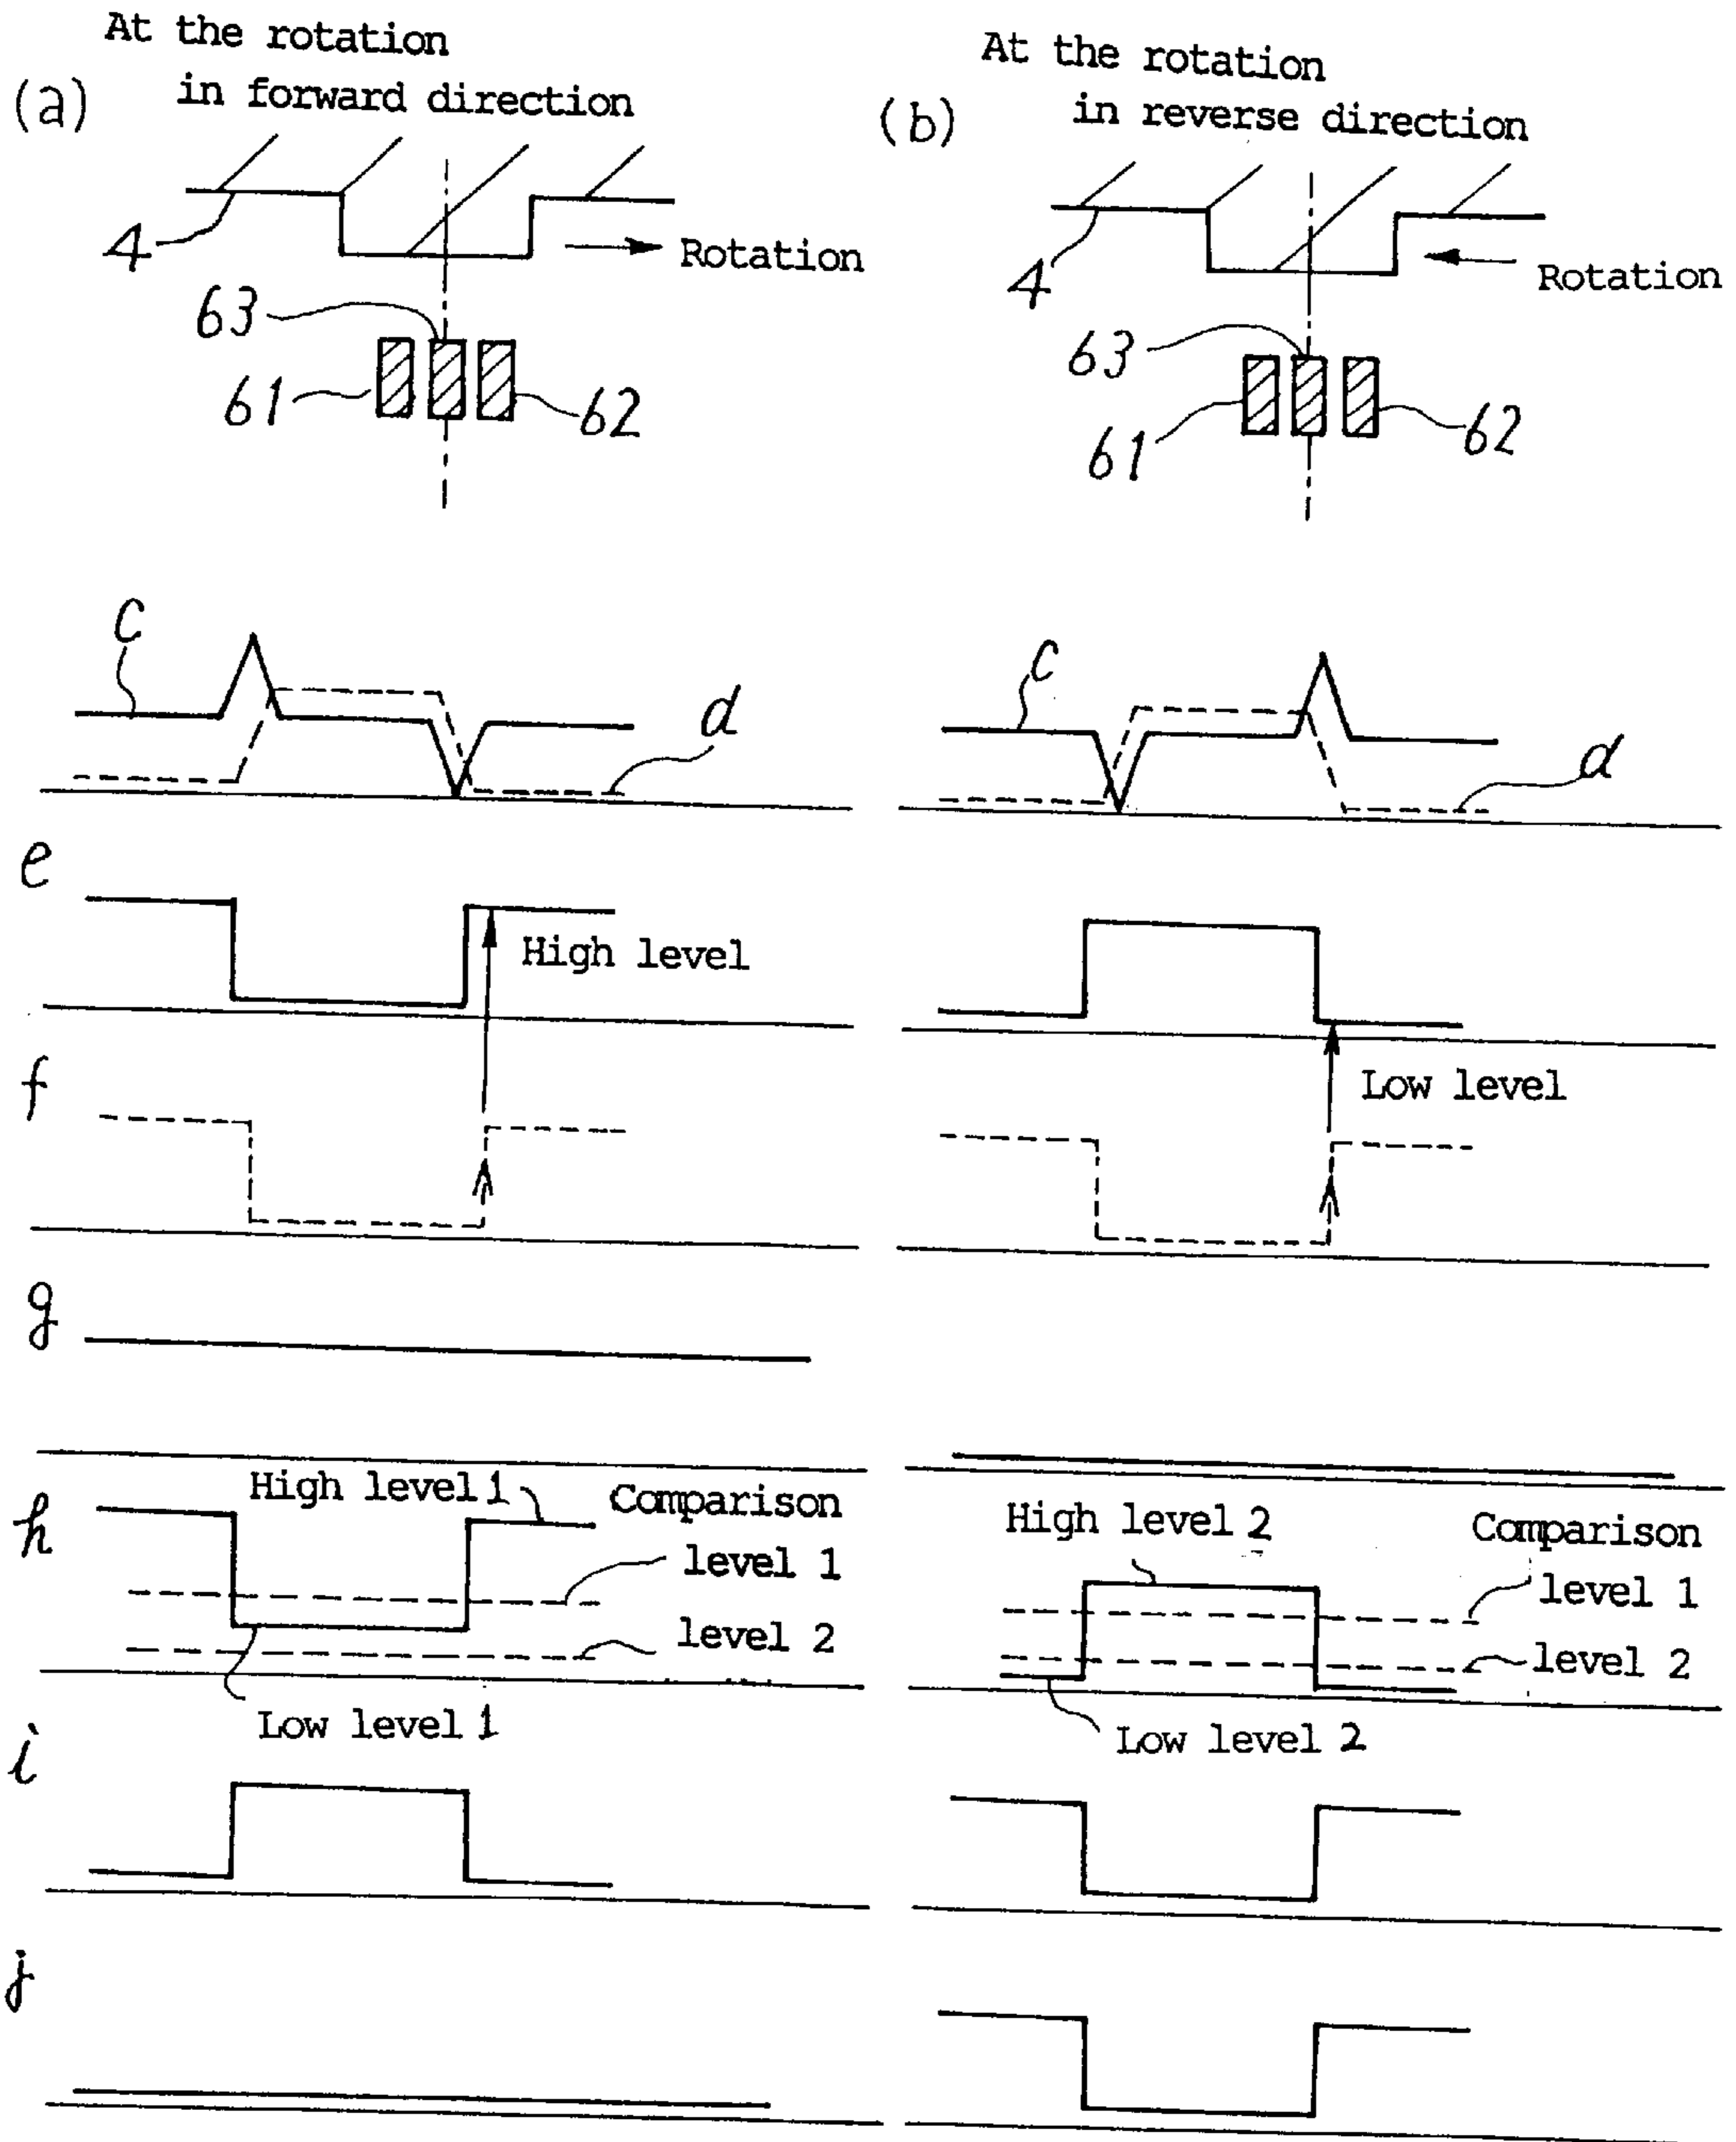 At the rotation
in forward direction
(a)
4
Rotation
63
61
62
At the rotation
in reverse direction
(b)
4
Rotation
63
61
62
c
d
c
d
e
High level
f
Low level
g
h
High level 1
Comparison
level 1
level 2
Low level 1
High level 2
Comparison
level 1
level 2
Low level 2
i
j